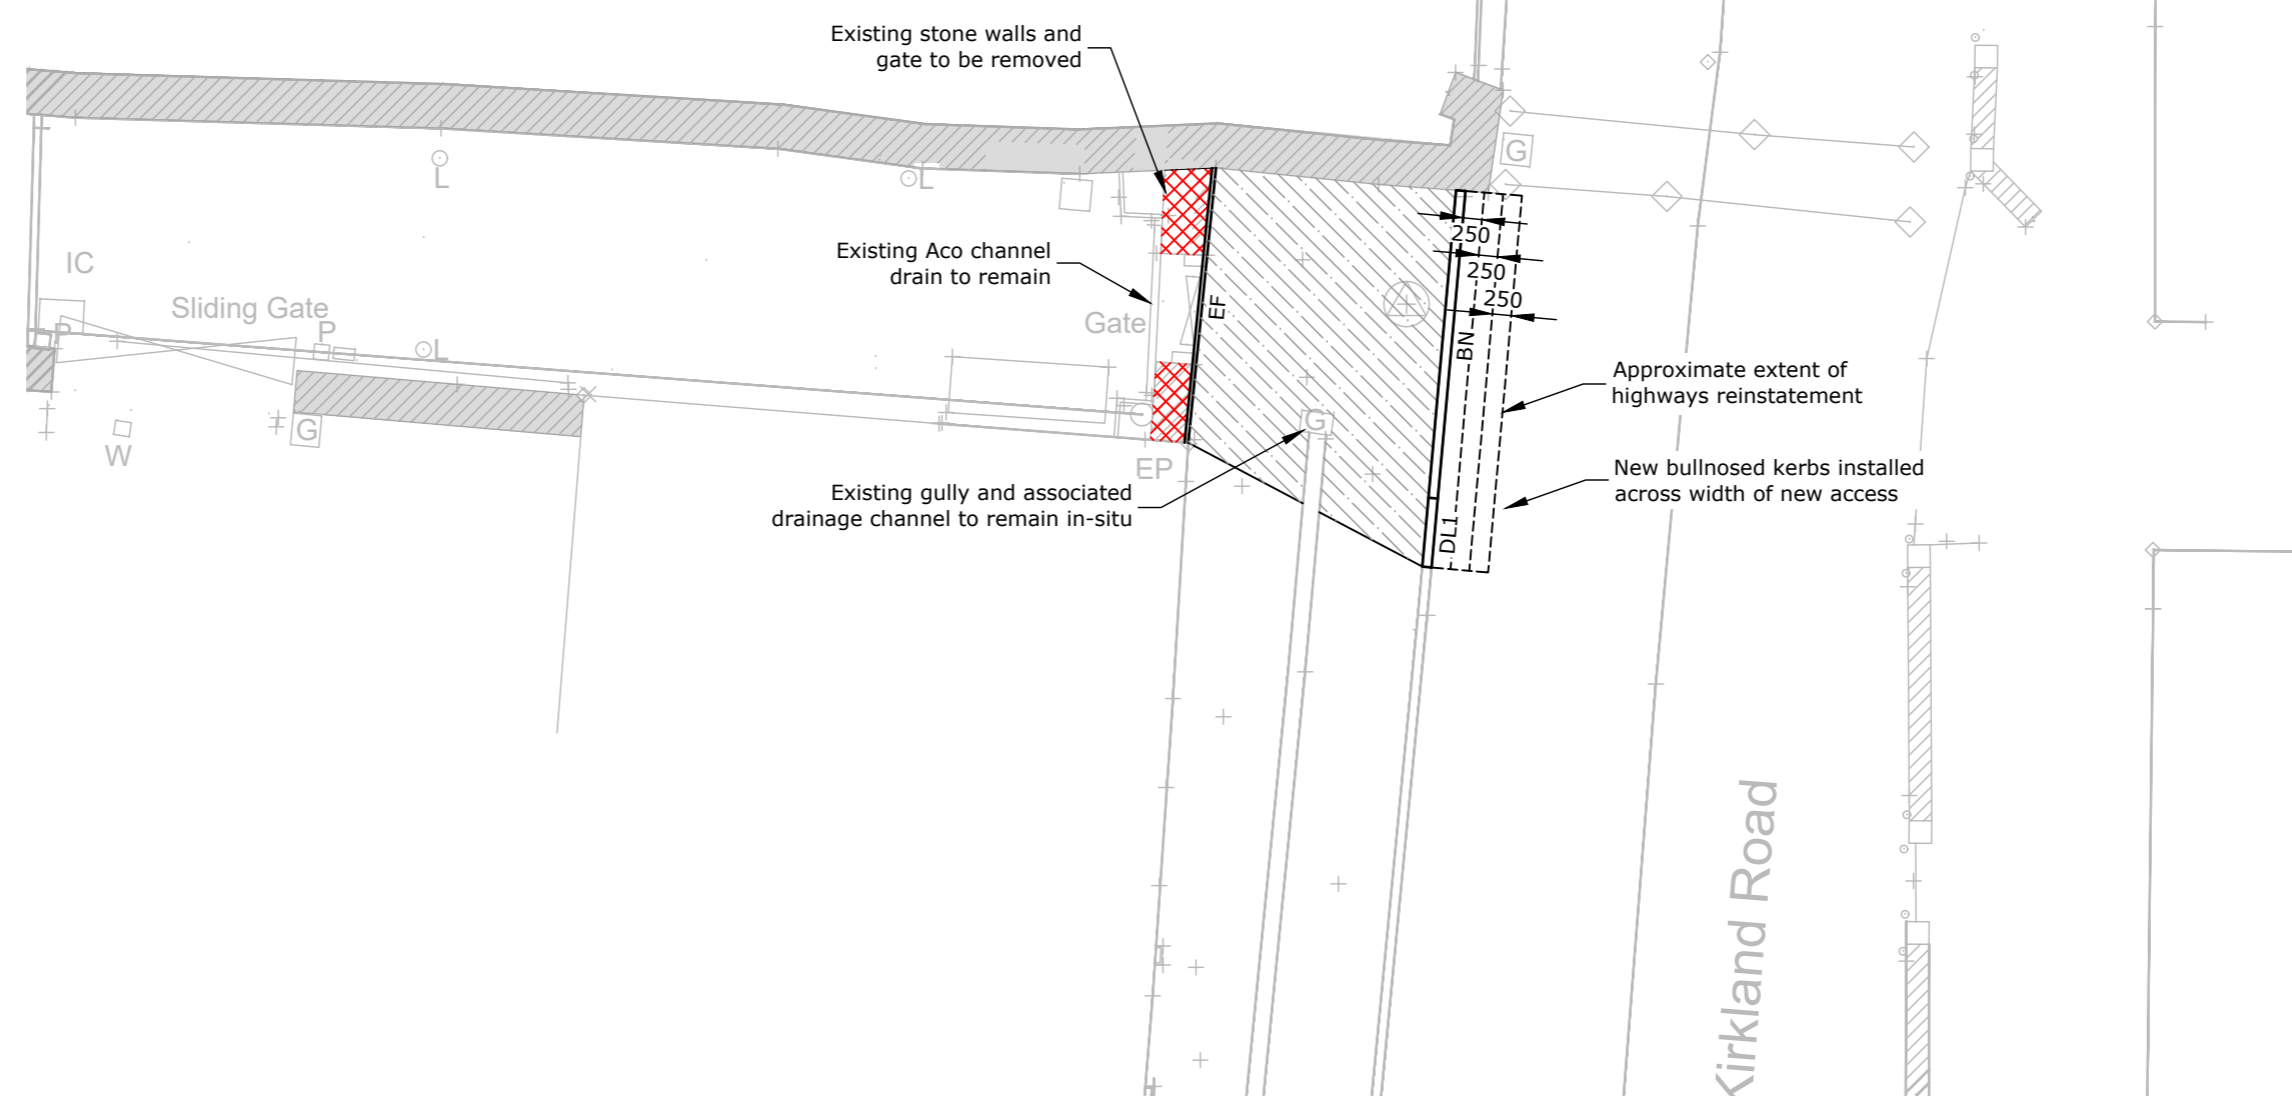 Existing stone walls and
gate to be removed
G
L
L
250
Existing Aco channel
drain to remain
250
IC
250
EF
Sliding Gate
Gate
P
P
L
BN
Approximate extent of
highways reinstatement
G
G
W
EP
New bullnosed kerbs installed
across width of new access
Existing gully and associated
drainage channel to remain in-situ
DL1
Kirkland Road